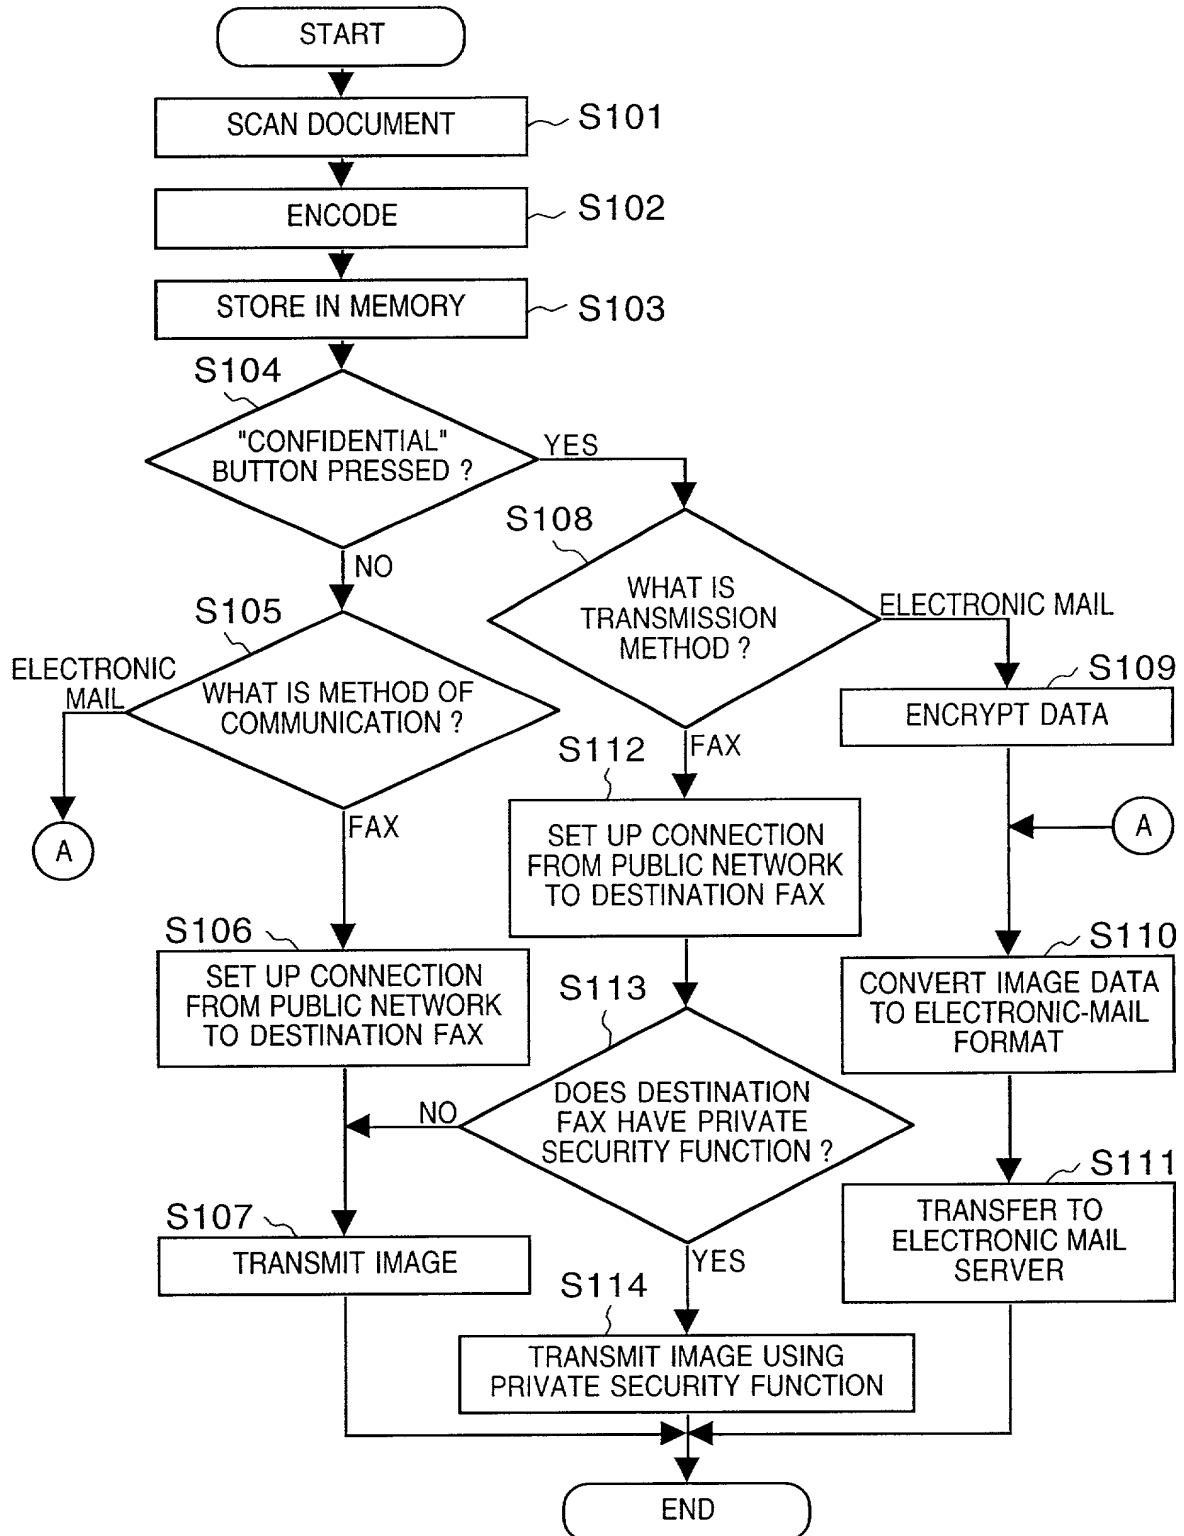 START
SCAN DOCUMENT
S101
ENCODE
S102
STORE IN MEMORY
S103
S104
"CONFIDENTIAL"
BUTTON PRESSED ?
YES
NO
S108
WHAT IS
TRANSMISSION
METHOD ?
ELECTRONIC MAIL
S105
ELECTRONIC
MAIL
WHAT IS METHOD OF
COMMUNICATION ?
S109
ENCRYPT DATA
FAX
S112
A
FAX
SET UP CONNECTION
FROM PUBLIC NETWORK
TO DESTINATION FAX
A
S106
SET UP CONNECTION
FROM PUBLIC NETWORK
TO DESTINATION FAX
S110
CONVERT IMAGE DATA
TO ELECTRONIC-MAIL
FORMAT
S113
DOES DESTINATION
FAX HAVE PRIVATE
SECURITY FUNCTION ?
NO
YES
S111
TRANSFER TO
ELECTRONIC MAIL
SERVER
S107
TRANSMIT IMAGE
S114
TRANSMIT IMAGE USING
PRIVATE SECURITY FUNCTION
END